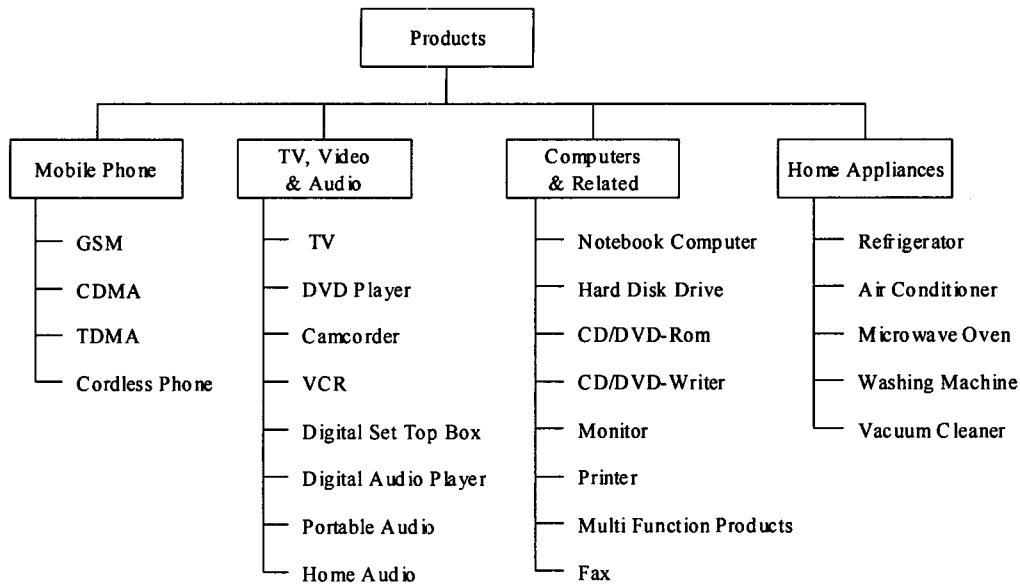 Products
Mobile Phone
GSM
CDMA
TDMA
Cordless Phone
TV, Video
& Audio
TV
DVD Player
Camcorder
VCR
Digital Set Top Box
Digital Audio Player
Portable Audio
Home Audio
Computers
& Related
Notebook Computer
Hard Disk Drive
CD/DVD-Rom
CD/DVD-Writer
Monitor
Printer
Multi Function Products
Fax
Home Appliances
Refrigerator
Air Conditioner
Microwave Oven
Washing Machine
Vacuum Cleaner